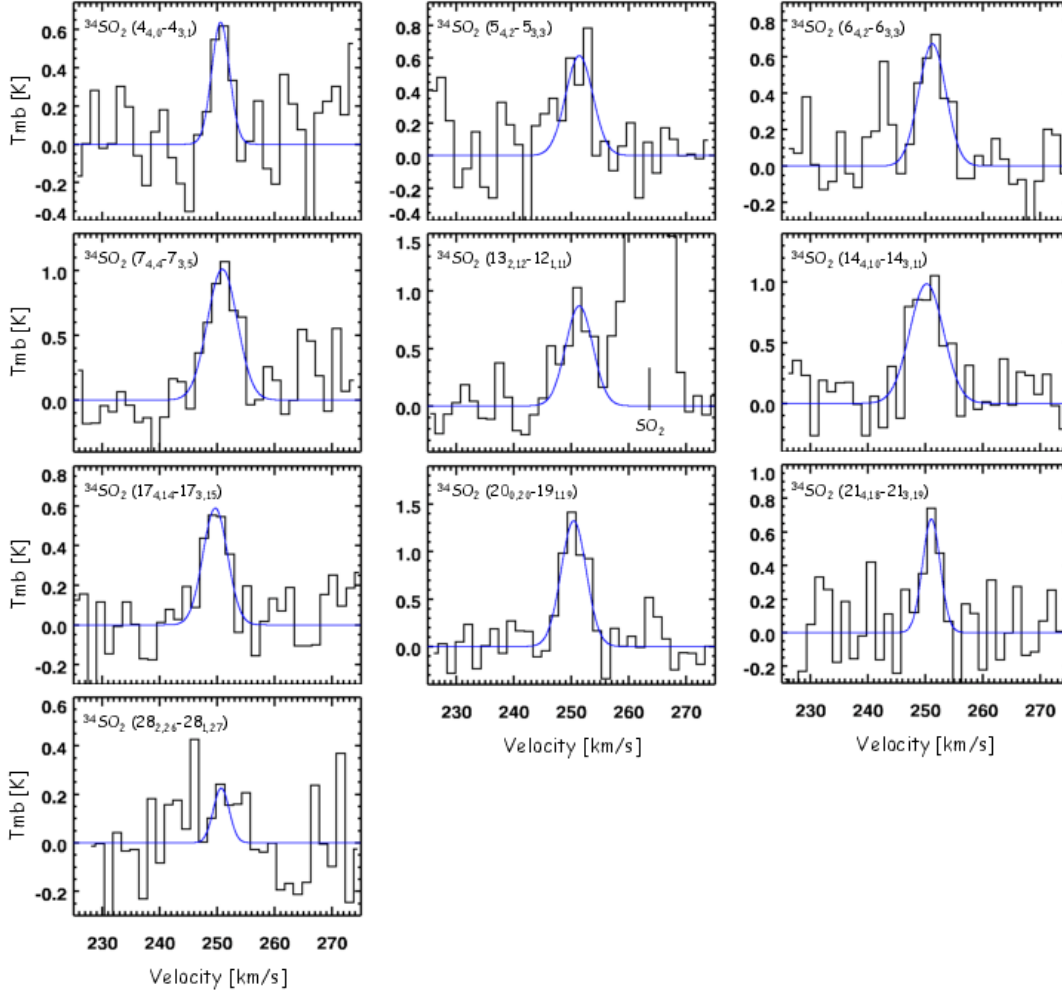 ³⁴SO₂ (4₄,₀-4₃,₁)
³⁴SO₂ (5₄,₂-5₃,₃)
³⁴SO₂ (6₄,₂-6₃,₃)
Tmb [K]
0.6
0.4
0.2
0.0
-0.2
-0.4
0.8
0.6
0.4
0.2
0.0
-0.2
-0.4
0.8
0.6
0.4
0.2
0.0
-0.2
³⁴SO₂ (7₄,₄-7₃,₅)
³⁴SO₂ (13₂,₁₂-12₁,₁₁)
³⁴SO₂ (14₄,₁₀-14₃,₁₁)
Tmb [K]
1.0
0.5
0.0
1.5
1.0
0.5
0.0
SO₂
1.0
0.5
0.0
³⁴SO₂ (17₄,₁₄-17₃,₁₅)
³⁴SO₂ (20₀,₂₀-19₁,₁₉)
³⁴SO₂ (21₄,₁₈-21₃,₁₉)
Tmb [K]
0.8
0.6
0.4
0.2
0.0
-0.2
1.5
1.0
0.5
0.0
1.0
0.8
0.6
0.4
0.2
0.0
-0.2
230 240 250 260 270
Velocity [km/s]
230 240 250 260 270
Velocity [km/s]
³⁴SO₂ (28₂,₂₆-28₁,₂₇)
Tmb [K]
0.6
0.4
0.2
0.0
-0.2
230 240 250 260 270
Velocity [km/s]